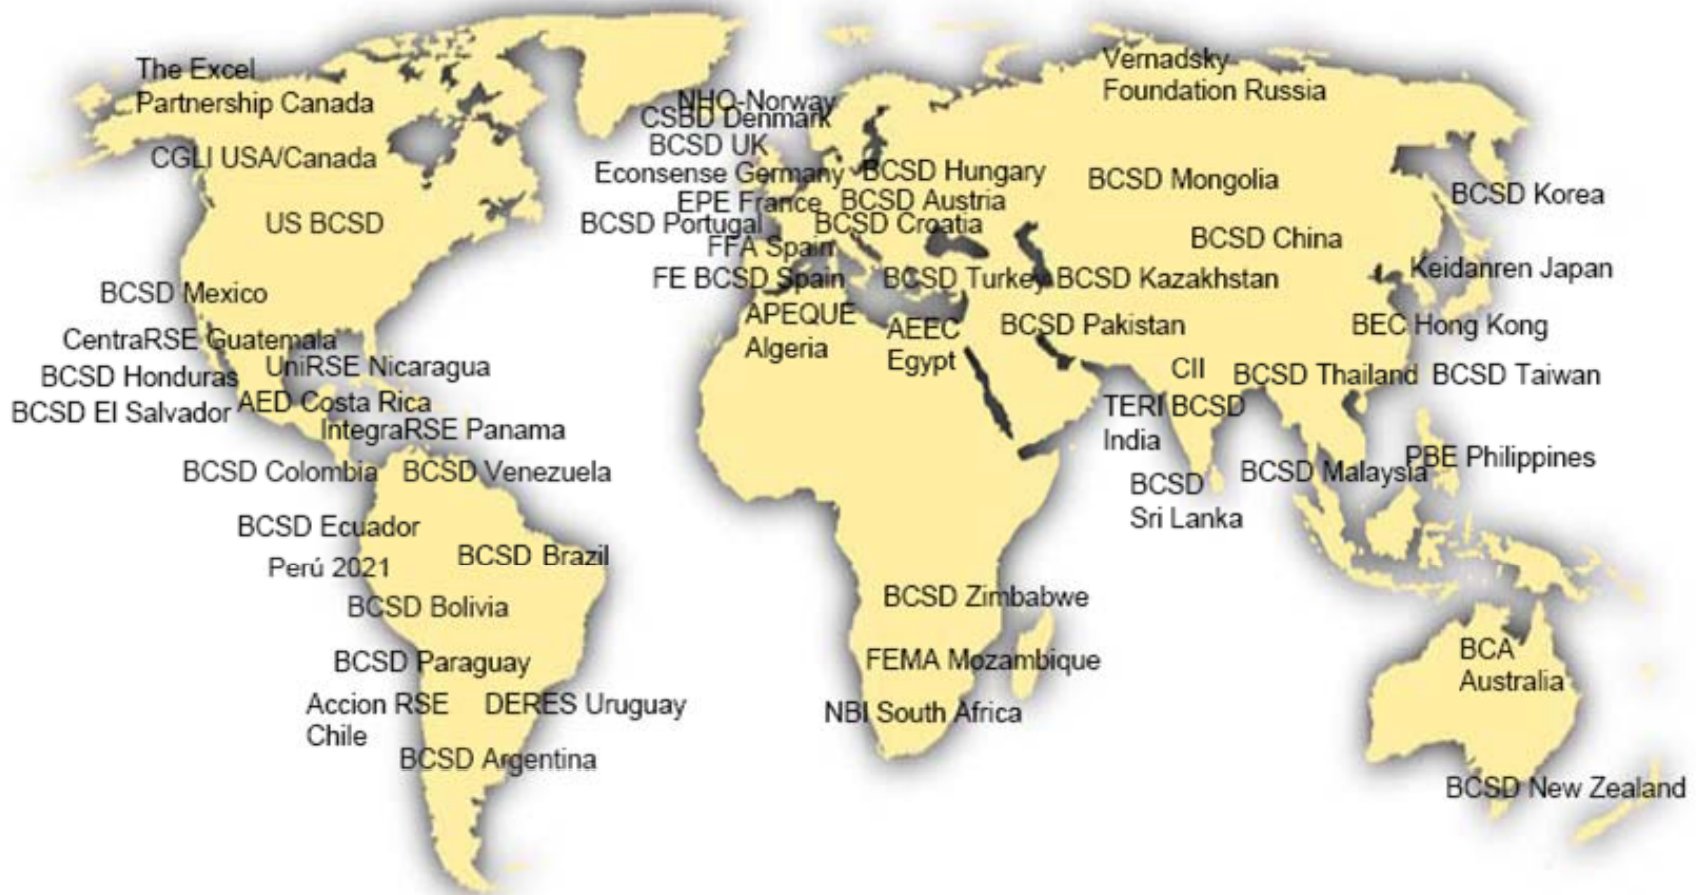 The Excel
Partnership Canada
CGLI USA/Canada
US BCSD
BCSD Mexico
CentraRSE Guatemala
UniRSE Nicaragua
BCSD Honduras
AED Costa Rica
BCSD El Salvador
IntegraRSE Panama
BCSD Colombia
BCSD Venezuela
BCSD Ecuador
BCSD Brazil
Perú 2021
BCSD Bolivia
BCSD Paraguay
Accion RSE
Chile
DERES Uruguay
BCSD Argentina
NHO-Norway
CSBD Denmark
BCSD UK
Econsense Germany
BCSD Hungary
EPE France
BCSD Austria
BCSD Portugal
BCSD Croatia
FFA Spain
FE BCSD Spain
BCSD Turkey
BCSD Kazakhstan
APEQUE
Algeria
AEEC
Egypt
BCSD Pakistan
BCSD Zimbabwe
FEMA Mozambique
NBI South Africa
Vernadsky
Foundation Russia
BCSD Mongolia
BCSD Korea
BCSD China
Keidanren Japan
BEC Hong Kong
CII
BCSD Thailand
BCSD Taiwan
TERI BCSD
India
BCSD Malaysia
PBE Philippines
BCSD
Sri Lanka
BCA
Australia
BCSD New Zealand